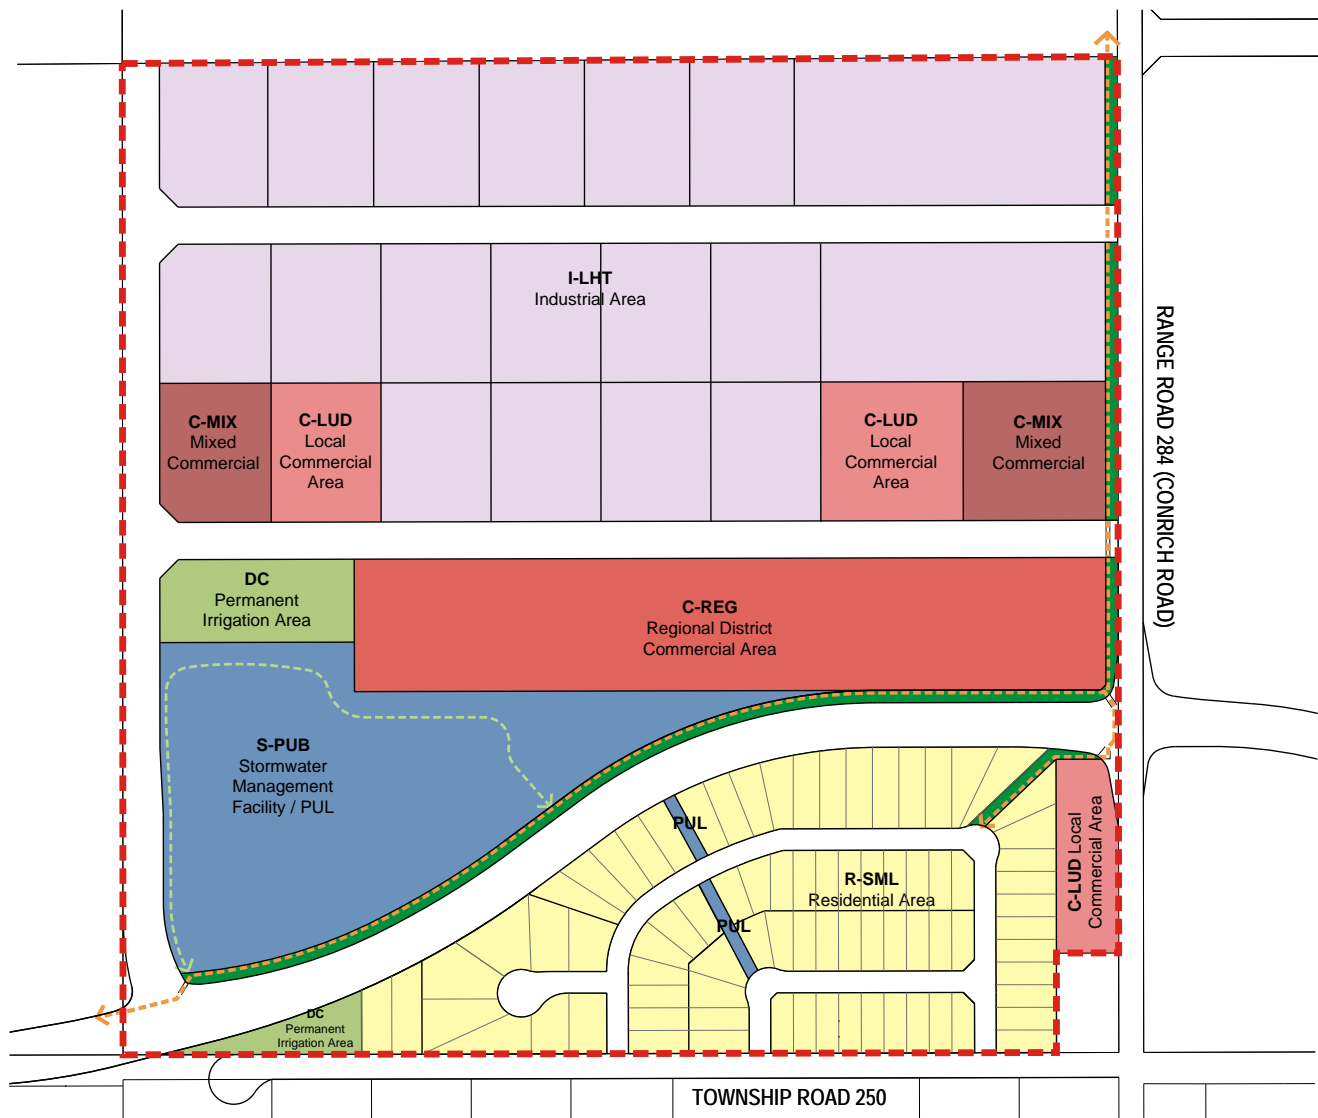 I-LHT
Industrial Area
RANGE ROAD 284 (CONRICH ROAD)
C-MIX
Mixed
Commercial
C-LUD
Local
Commercial
Area
C-LUD
Local
Commercial
Area
C-MIX
Mixed
Commercial
DC
Permanent
Irrigation Area
C-REG
Regional District
Commercial Area
S-PUB
Stormwater
Management
Facility / PUL
PUL
R-SML
Residential Area
PUL
C-LUD Local
Commercial Area
DC
Permanent
Irrigation Area
TOWNSHIP ROAD 250